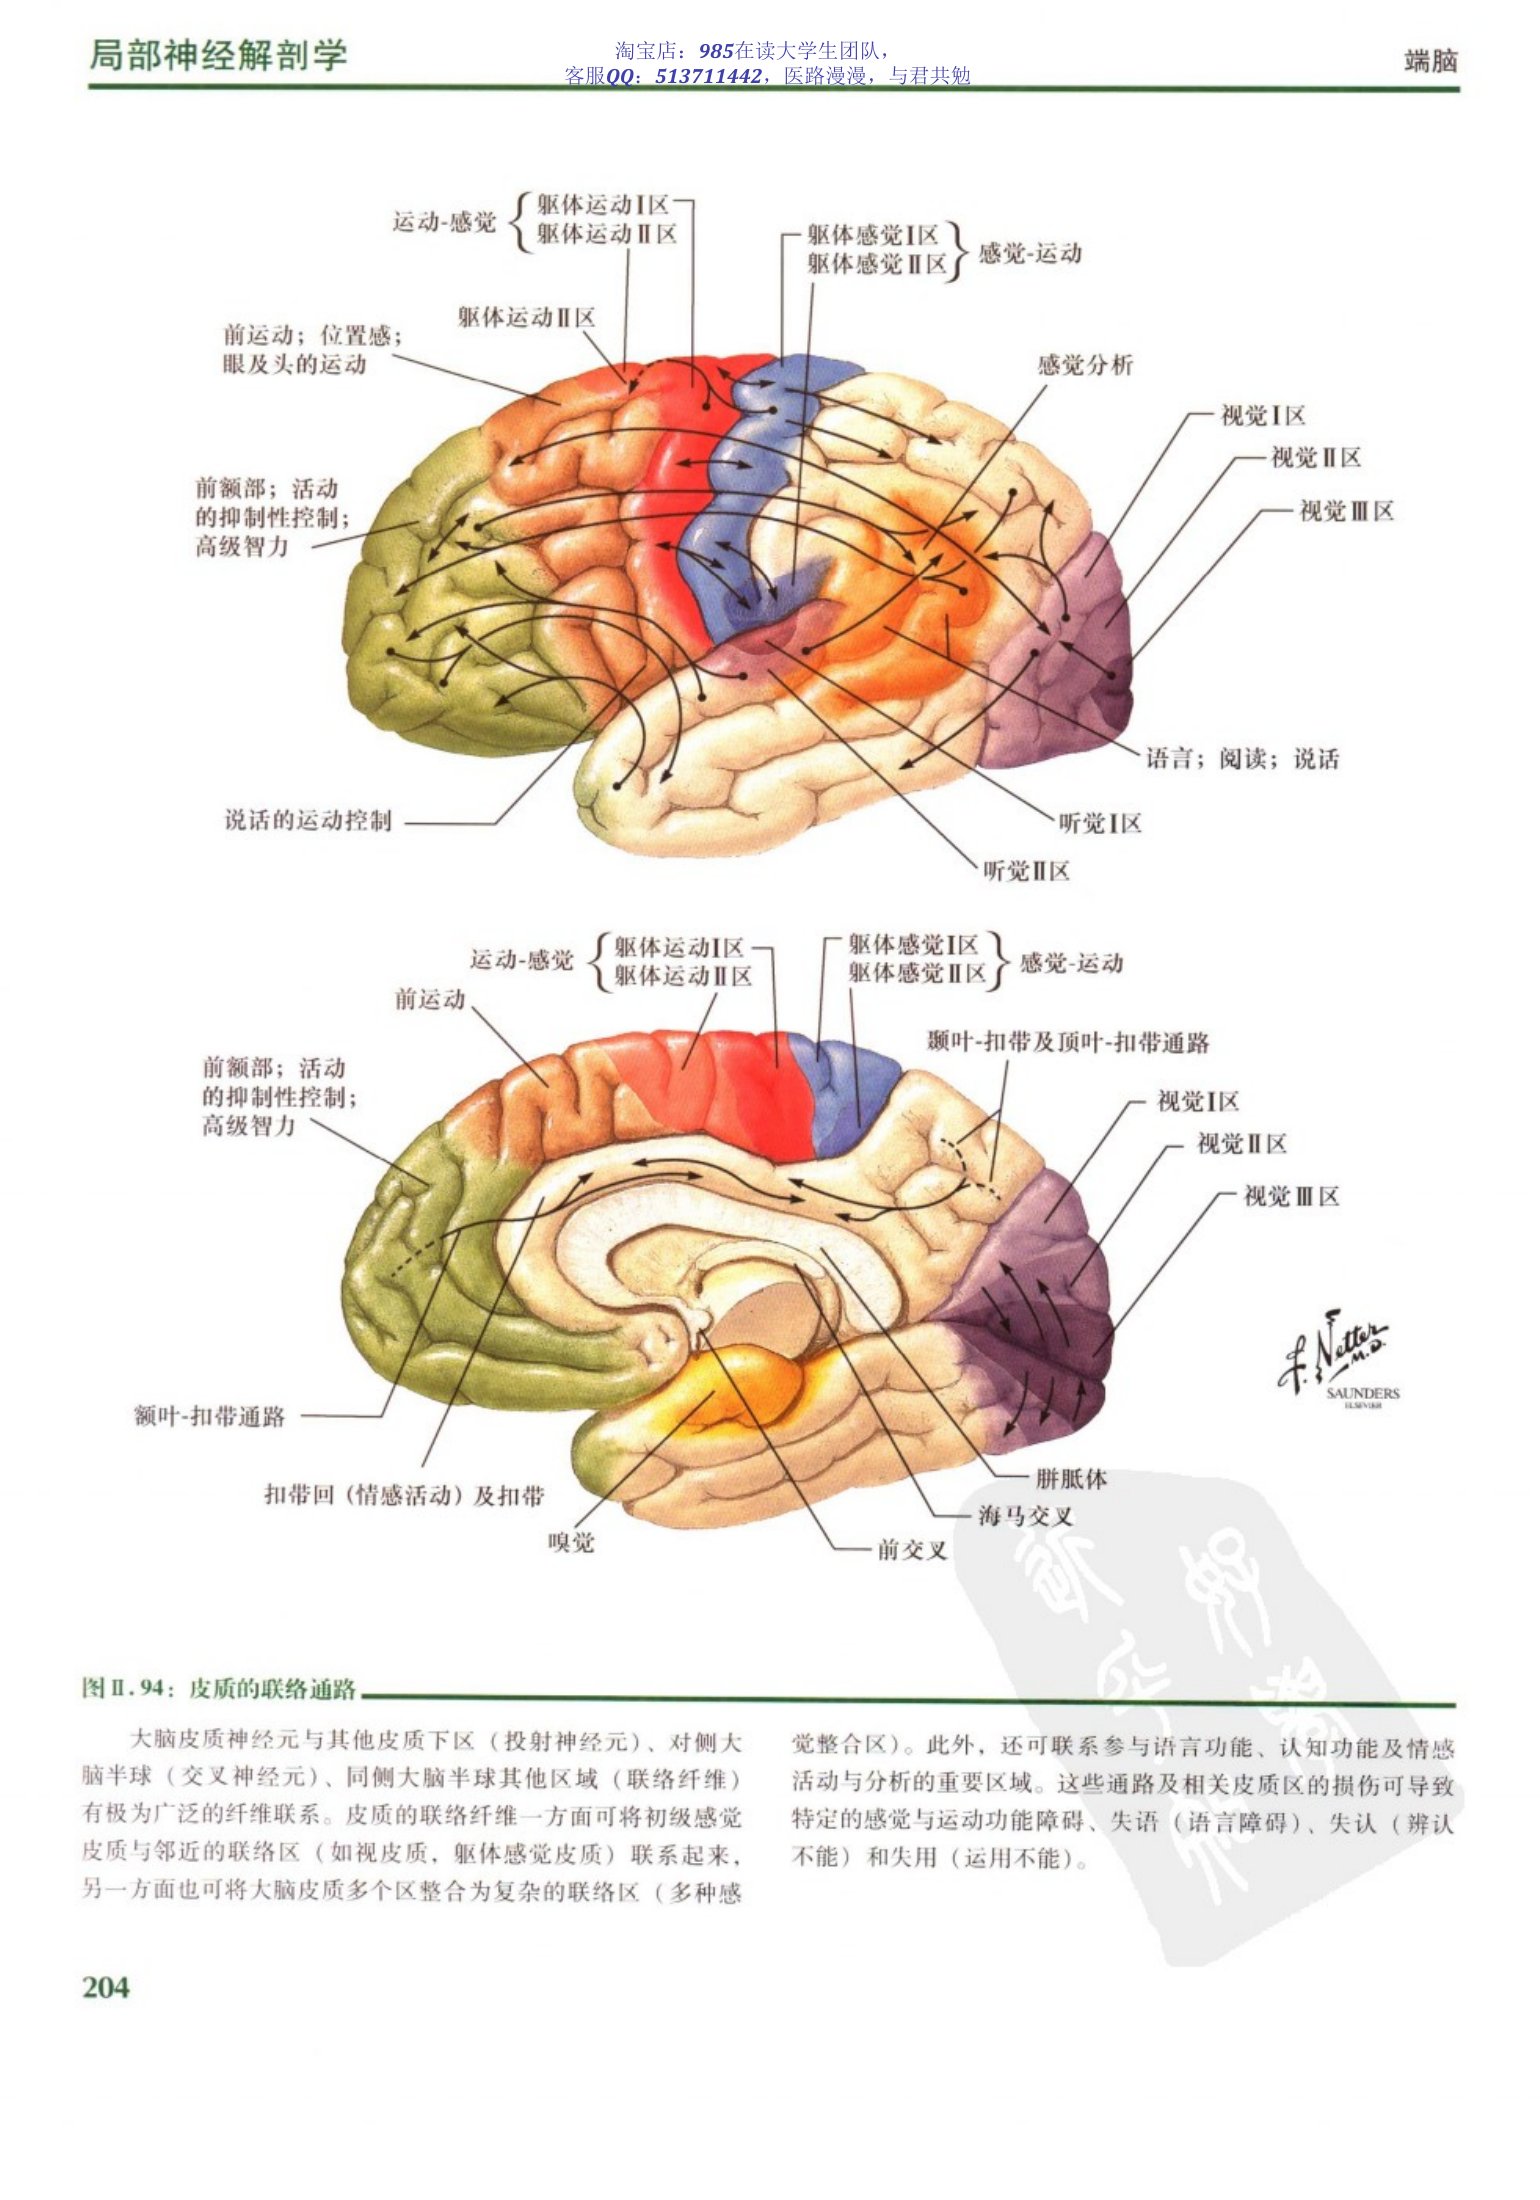 局部神经解剖学
淘宝店：985在读大学生团队，
客服QQ：513711442，医路漫漫，与君共勉
端脑
运动-感觉
躯体运动Ⅰ区
躯体运动Ⅱ区
躯体感觉Ⅰ区
躯体感觉Ⅱ区
感觉-运动
躯体运动Ⅱ区
前运动；位置感；
眼及头的运动
感觉分析
视觉Ⅰ区
视觉Ⅱ区
视觉Ⅲ区
前额部；活动
的抑制性控制；
高级智力
语言；阅读；说话
说话的运动控制
听觉Ⅰ区
听觉Ⅱ区
运动-感觉
躯体运动Ⅰ区
躯体运动Ⅱ区
躯体感觉Ⅰ区
躯体感觉Ⅱ区
感觉-运动
前运动
颞叶-扣带及顶叶-扣带通路
前额部；活动
的抑制性控制；
高级智力
视觉Ⅰ区
视觉Ⅱ区
视觉Ⅲ区
F. Netter
M.D.
SAUNDERS
ELSEVIER
额叶-扣带通路
扣带回（情感活动）及扣带
胼胝体
海马交叉
嗅觉
前交叉
图Ⅱ.94：皮质的联络通路
大脑皮质神经元与其他皮质下区（投射神经元）、对侧大
脑半球（交叉神经元）、同侧大脑半球其他区域（联络纤维）
有极为广泛的纤维联系。皮质的联络纤维一方面可将初级感觉
皮质与邻近的联络区（如视皮质，躯体感觉皮质）联系起来，
另一方面也可将大脑皮质多个区整合为复杂的联络区（多种感
觉整合区）。此外，还可联系参与语言功能、认知功能及情感
活动与分析的重要区域。这些通路及相关皮质区的损伤可导致
特定的感觉与运动功能障碍、失语（语言障碍）、失认（辨认
不能）和失用（运用不能）。
204